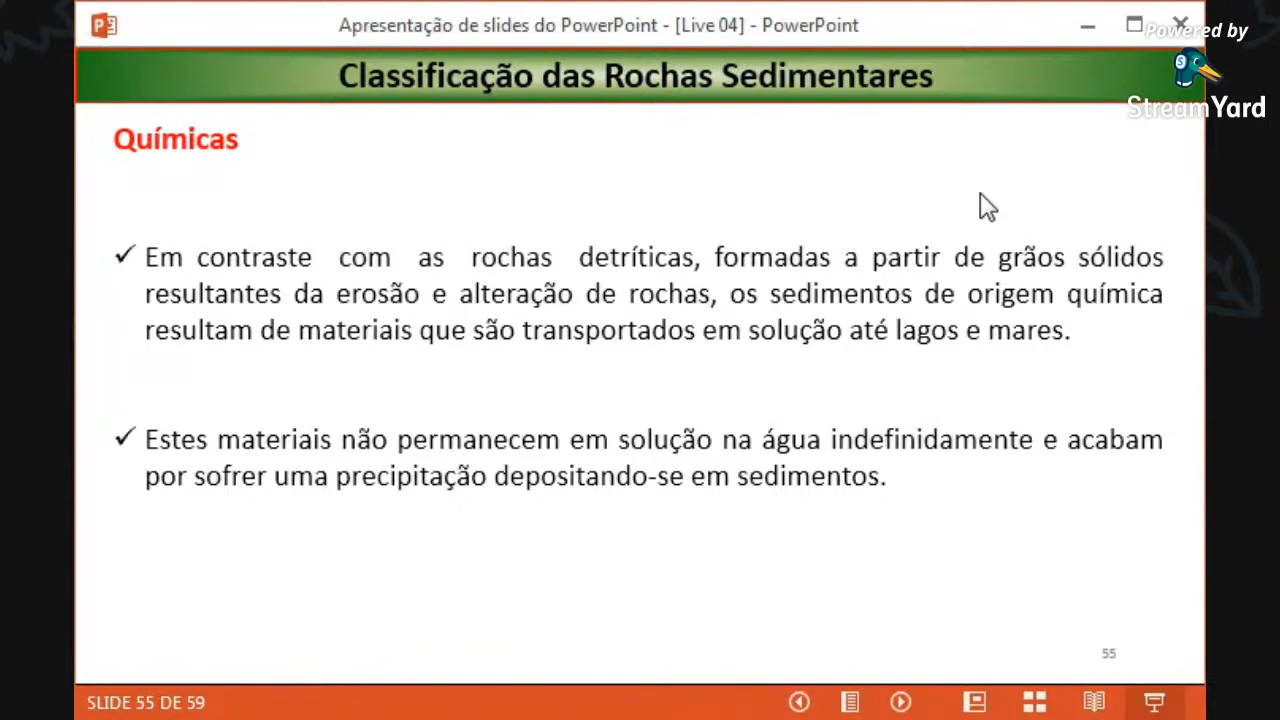 Apresentação de slides do PowerPoint - [Live 04] - PowerPoint
Powered by
StreamYard
Classificação das Rochas Sedimentares
Químicas
✓ Em contraste com as rochas detríticas, formadas a partir de grãos sólidos
resultantes da erosão e alteração de rochas, os sedimentos de origem química
resultam de materiais que são transportados em solução até lagos e mares.
✓ Estes materiais não permanecem em solução na água indefinidamente e acabam
por sofrer uma precipitação depositando-se em sedimentos.
55
SLIDE 55 DE 59